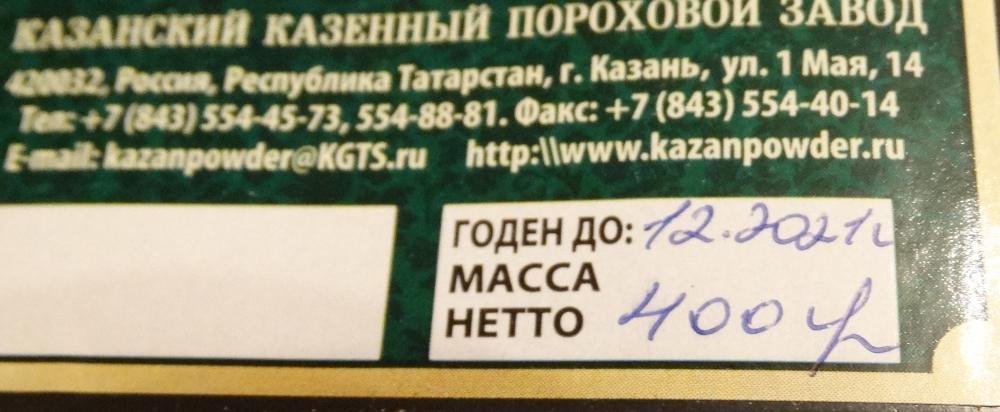 КАЗАНСКИЙ КАЗЕННЫЙ ПОРОХОВОЙ ЗАВОД
420032, Россия, Республика Татарстан, г. Казань, ул. 1 Мая, 14
Тел: +7 (843) 554-45-73, 554-88-81. Факс: +7 (843) 554-40-14
E-mail: kazanpowder@KGTS.ru http:\\www.kazanpowder.ru
ГОДЕН ДО: 12.2021г
МАССА
НЕТТО 400 гр